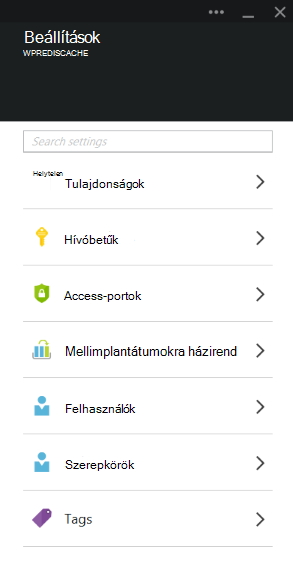 Beállítások
WPREDISCACHE
Search settings
Helytelen
Tulajdonságok
Hívóbetűk
Access-portok
Mellimplantátumokra házirend
Felhasználók
Szerepkörök
Tags